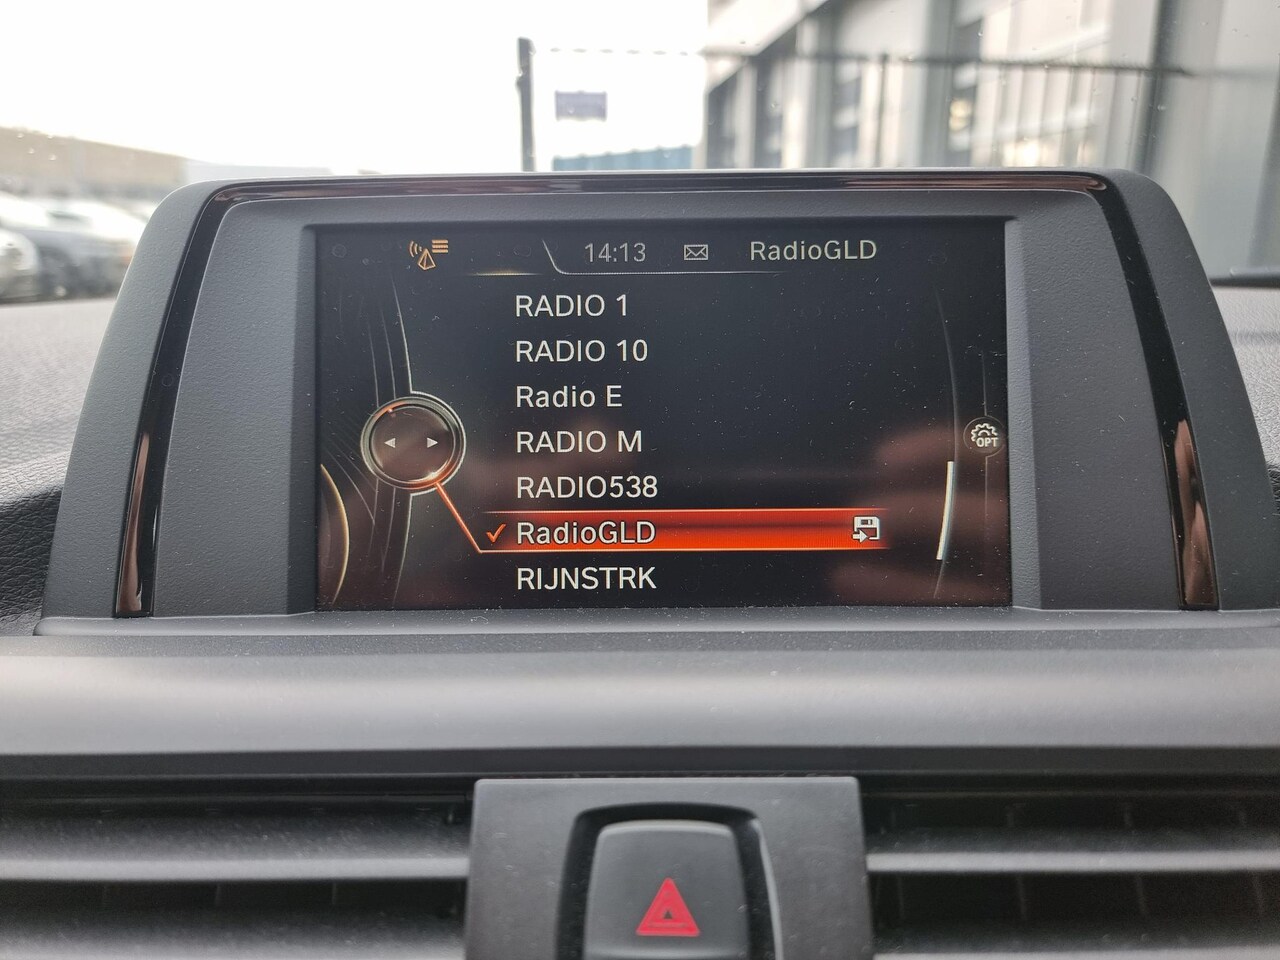 14:13 RadioGLD
RADIO 1
RADIO 10
Radio E
RADIO M
OPT
RADIO538
RadioGLD
RIJNSTRK